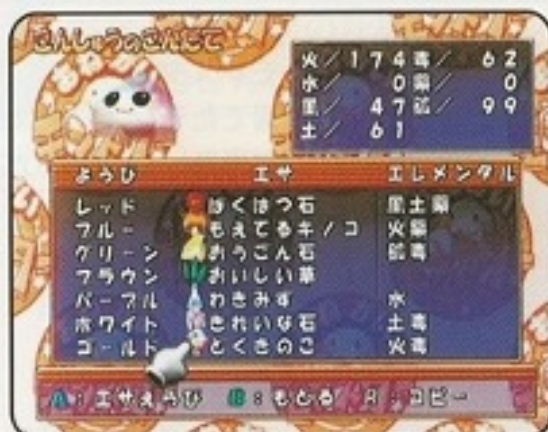 こんしゅうのこんだて
火／174毒／ 62
水／  0薬／  0
風／ 47鉱／ 99
土／ 61
ようび エサ エレメンタル
レッド ばくはつ石 風土薬
ブルー もえてるキノコ 火薬
グリーン おうごん石 鉱毒
ブラウン おいしい草
パープル わきみず 水
ホワイト きれいな石 土毒
ゴールド どくきのこ 火毒
A：エサえらび B：もどる R：コピー